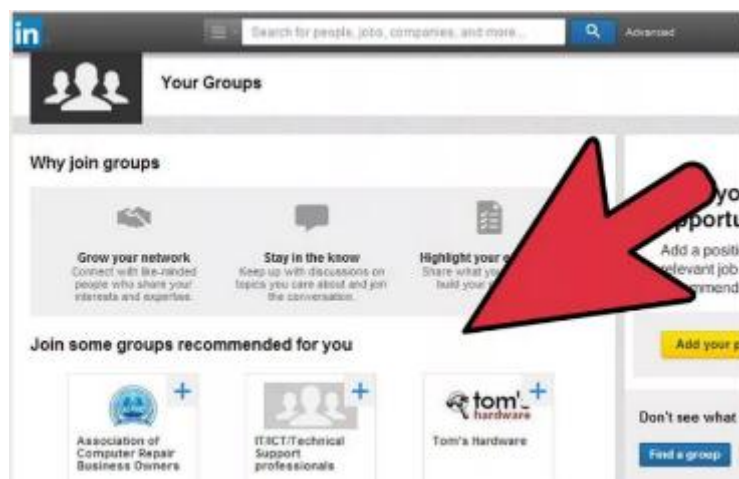 in
Search for people, jobs, companies, and more...
Advanced
Your Groups
Why join groups
Grow your network
Connect with like-minded
people who share your
interests and expertise.
Stay in the know
Keep up with discussions on
topics you care about and join
the conversation.
Highlight your
Share what
build your
Join some groups recommended for you
Association of
Computer Repair
Business Owners
IT/ICT/Technical
Support
professionals
tom's
hardware
Tom's Hardware
Add a positi
relevant job
Add your p
Don't see what
Find a group